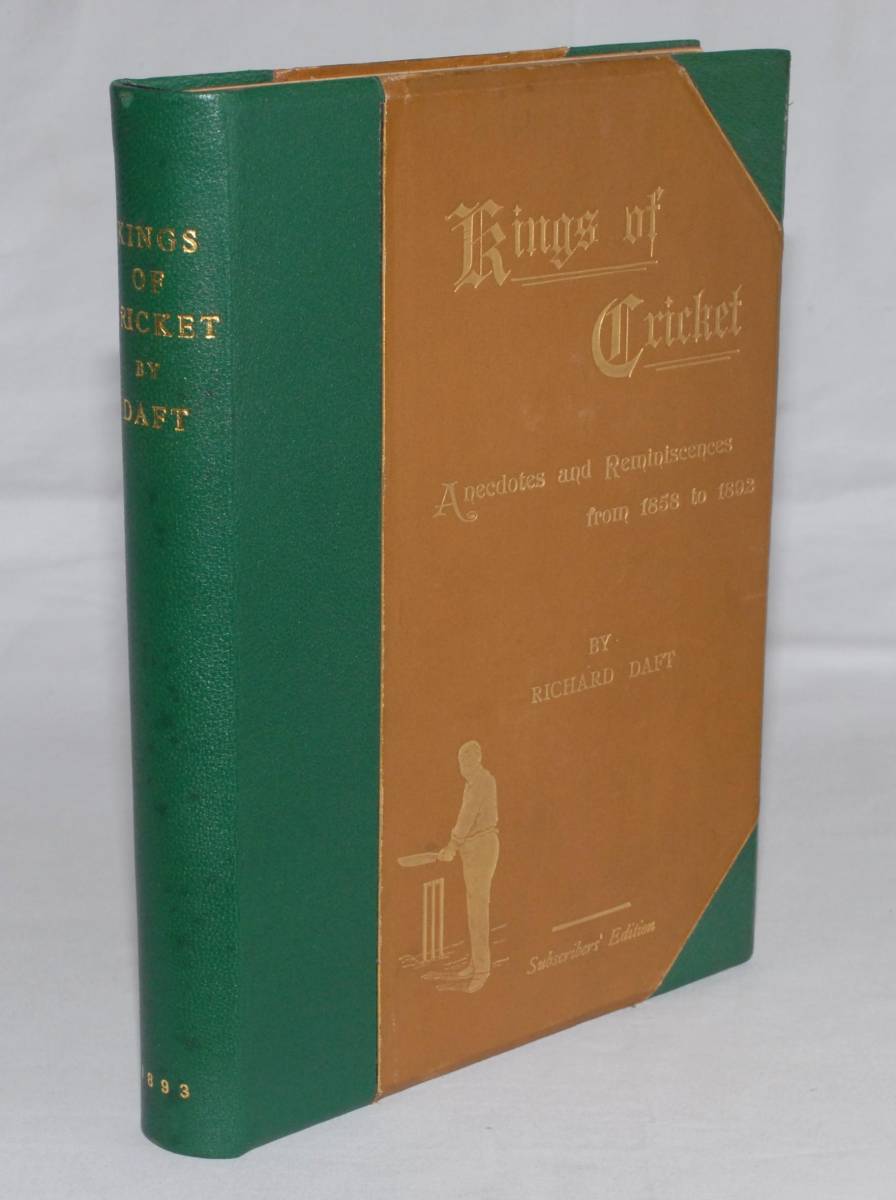 KINGS
OF
CRICKET
BY
DAFT
1893
Kings of
Cricket
Anecdotes and Reminiscences
from 1858 to 1892
BY
RICHARD DAFT
Subscribers' Edition